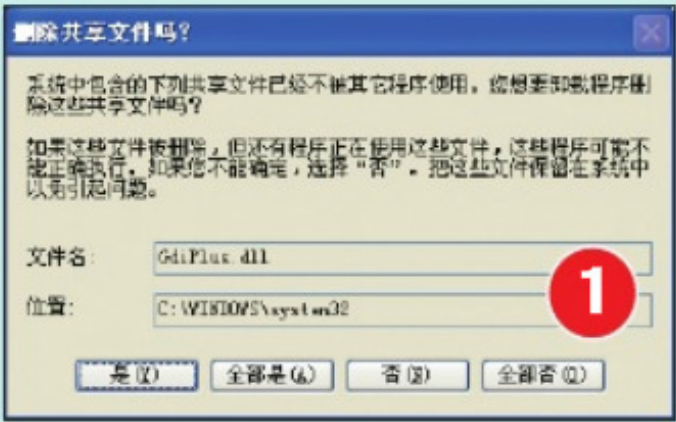 删除共享文件吗?
系统中包含的下列共享文件已经不被其它程序使用。您想要卸载程序删
除这些共享文件吗?
如果这些文件被删除,但还有程序正在使用这些文件,这些程序可能不
能正确执行。如果您不能确定,选择“否”。把这些文件保留在系统中
以免引起问题。
文件名: GdiPlus.dll
位置: C:\WINDOWS\system32
1
是(Y) 全部是(A) 否(N) 全部否(O)